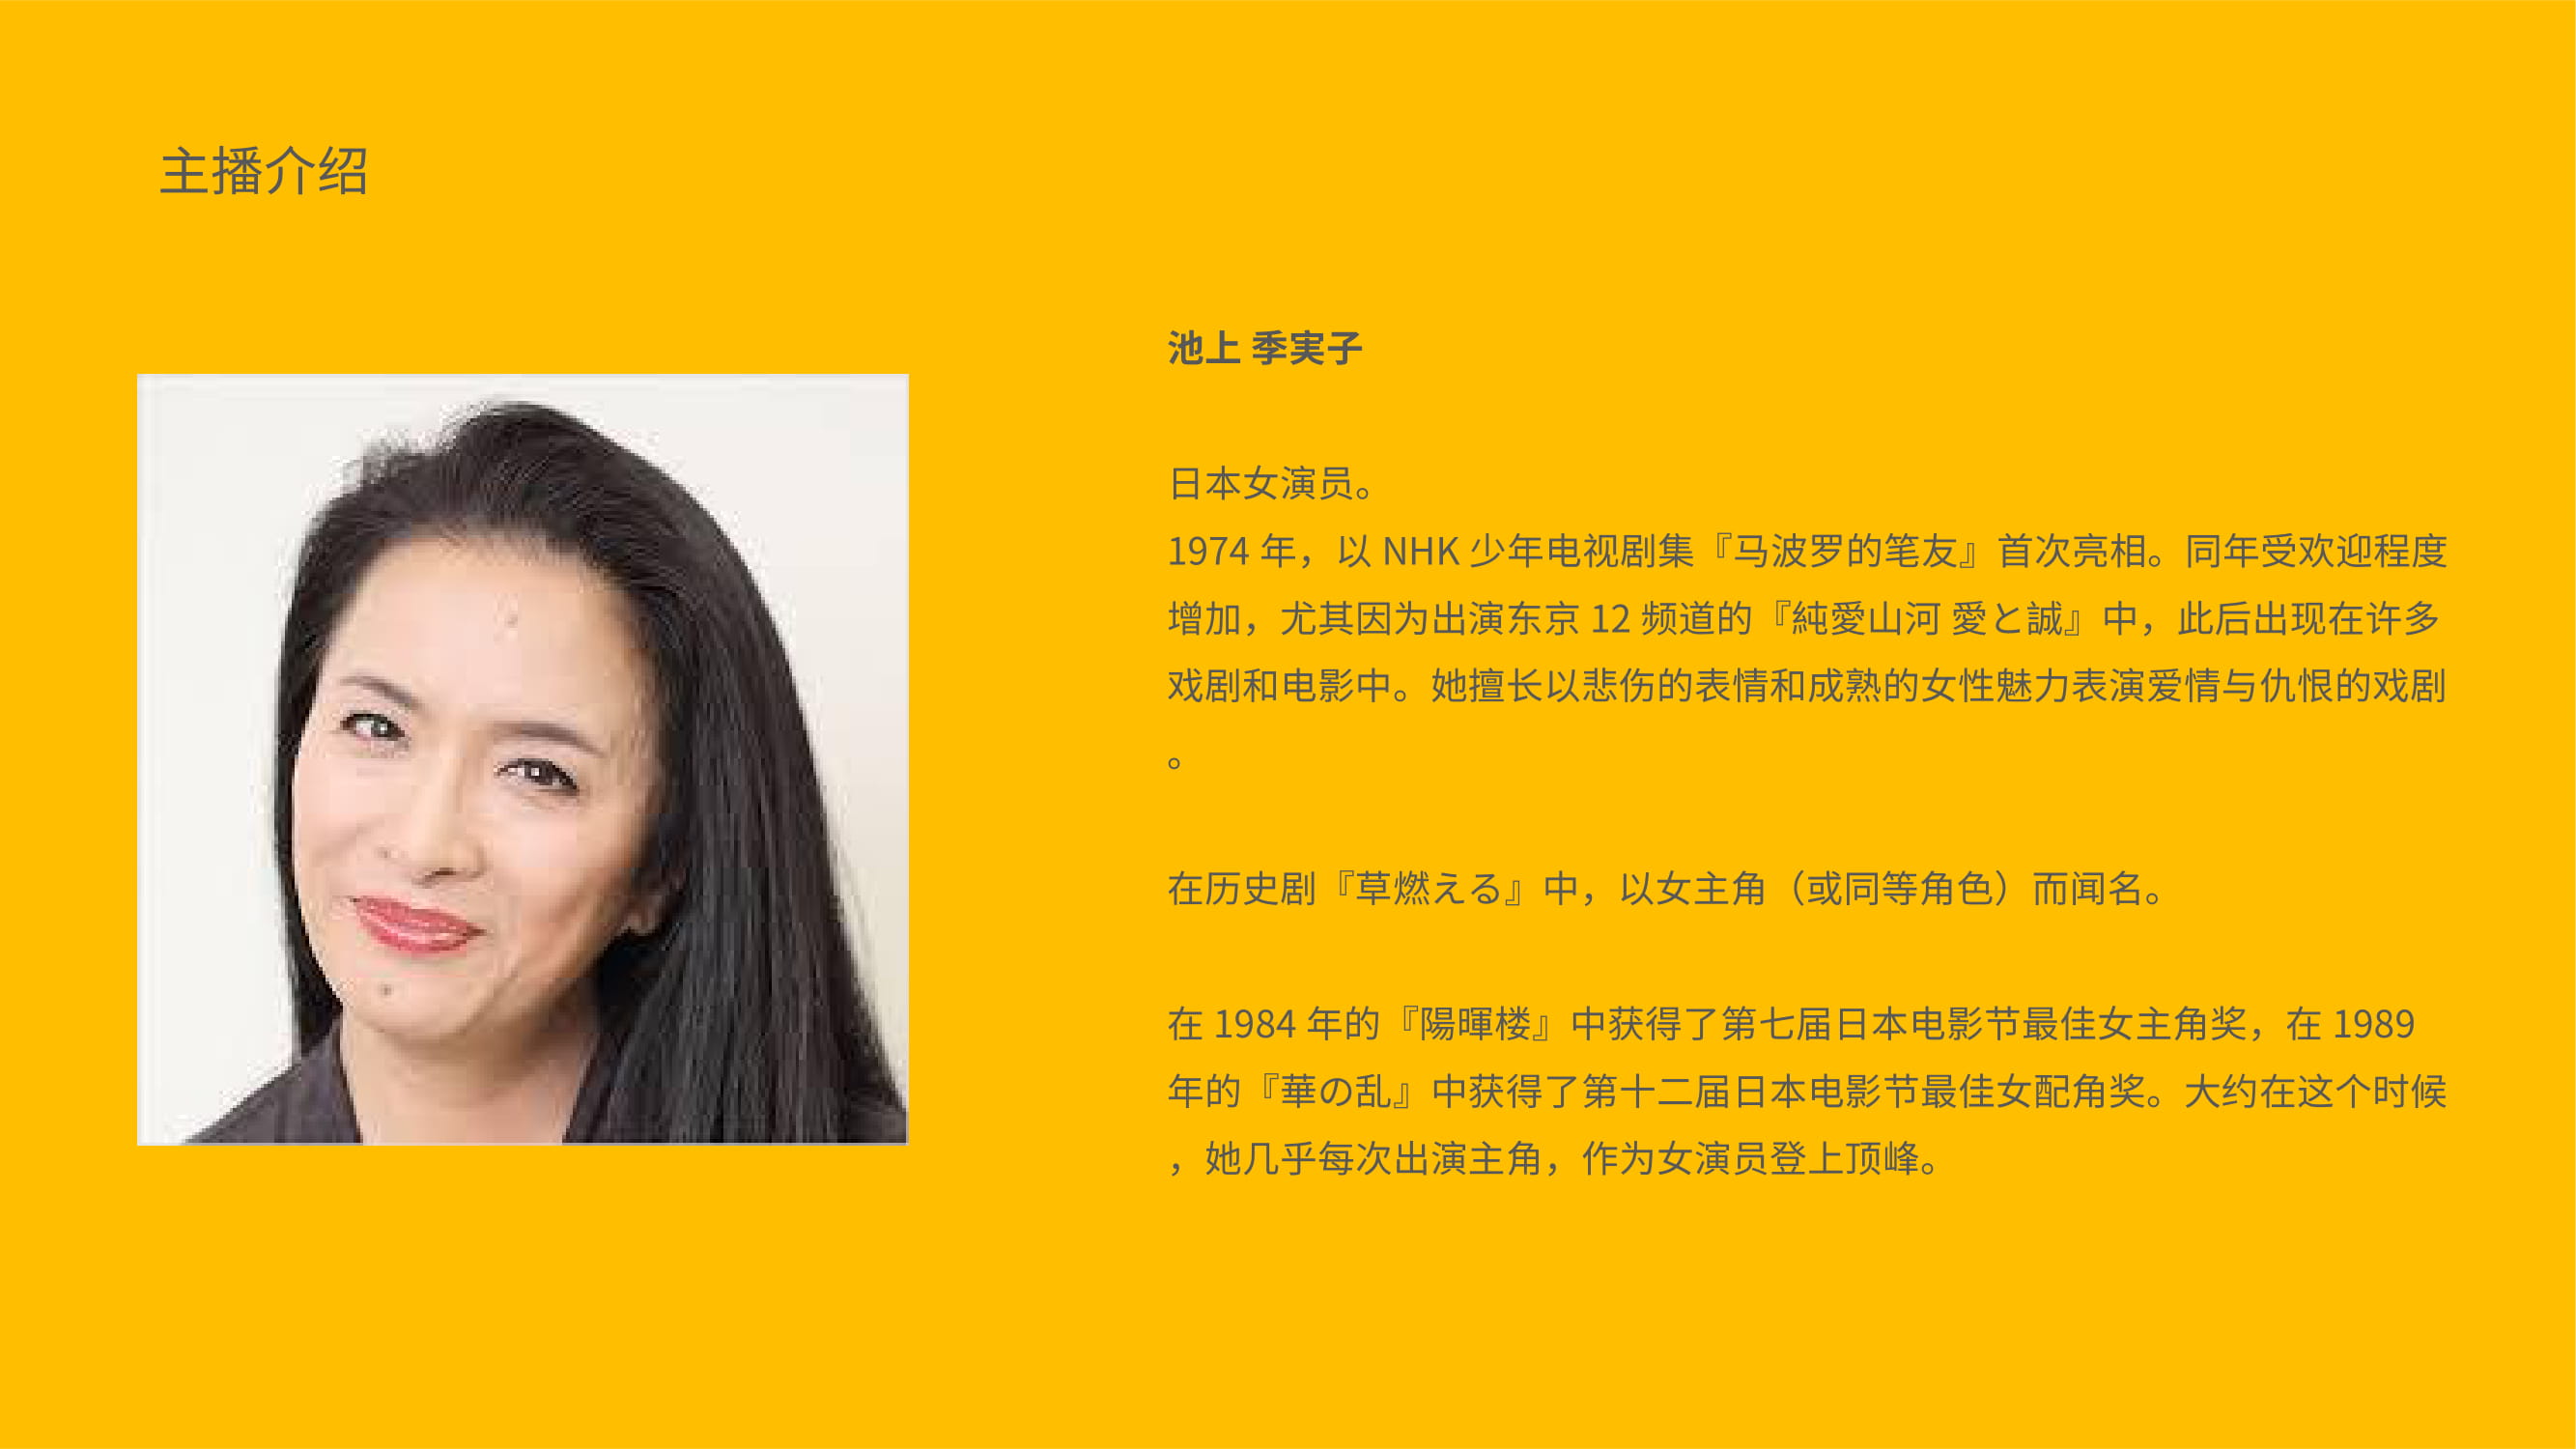 主播介绍
池上 季実子
日本女演员。
1974 年，以 NHK 少年电视剧集『马波罗的笔友』首次亮相。同年受欢迎程度
增加，尤其因为出演东京 12 频道的『純愛山河 愛と誠』中，此后出现在许多
戏剧和电影中。她擅长以悲伤的表情和成熟的女性魅力表演爱情与仇恨的戏剧
。
在历史剧『草燃える』中，以女主角（或同等角色）而闻名。
在 1984 年的『陽暉楼』中获得了第七届日本电影节最佳女主角奖，在 1989
年的『華の乱』中获得了第十二届日本电影节最佳女配角奖。大约在这个时候
，她几乎每次出演主角，作为女演员登上顶峰。